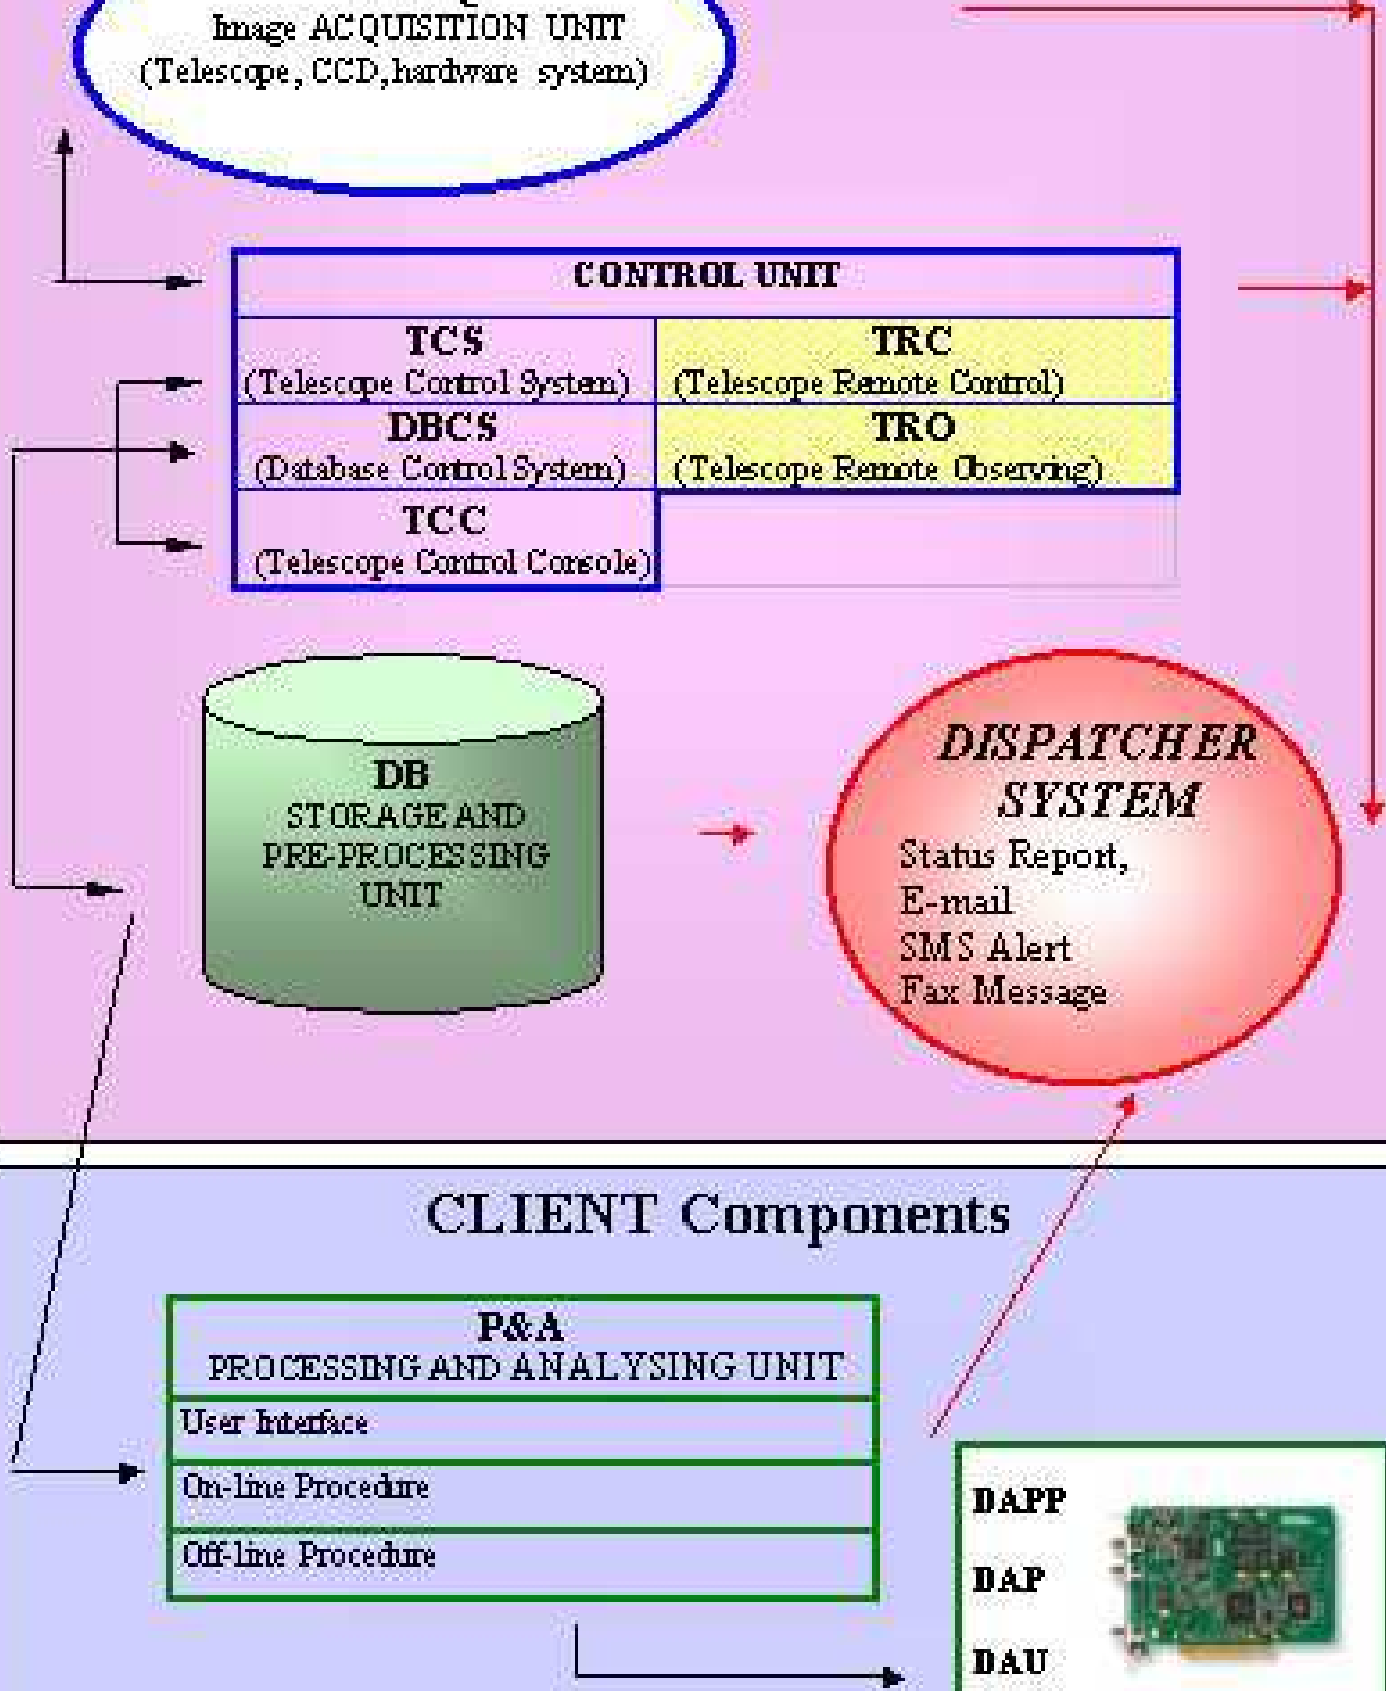 Image ACQUISITION UNIT
(Telescope, CCD, hardware system)
CONTROL UNIT
TCS
(Telescope Control System)
TRC
(Telescope Remote Control)
DBCS
(Database Control System)
TRO
(Telescope Remote Observing)
TCC
(Telescope Control Console)
DB
STORAGE AND
PRE-PROCESSING
UNIT
DISPATCHER
SYSTEM
Status Report,
E-mail
SMS Alert
Fax Message
CLIENT Components
P&A
PROCESSING AND ANALYSING UNIT
User Interface
On-line Procedure
Off-line Procedure
DAPP
DAP
DAU